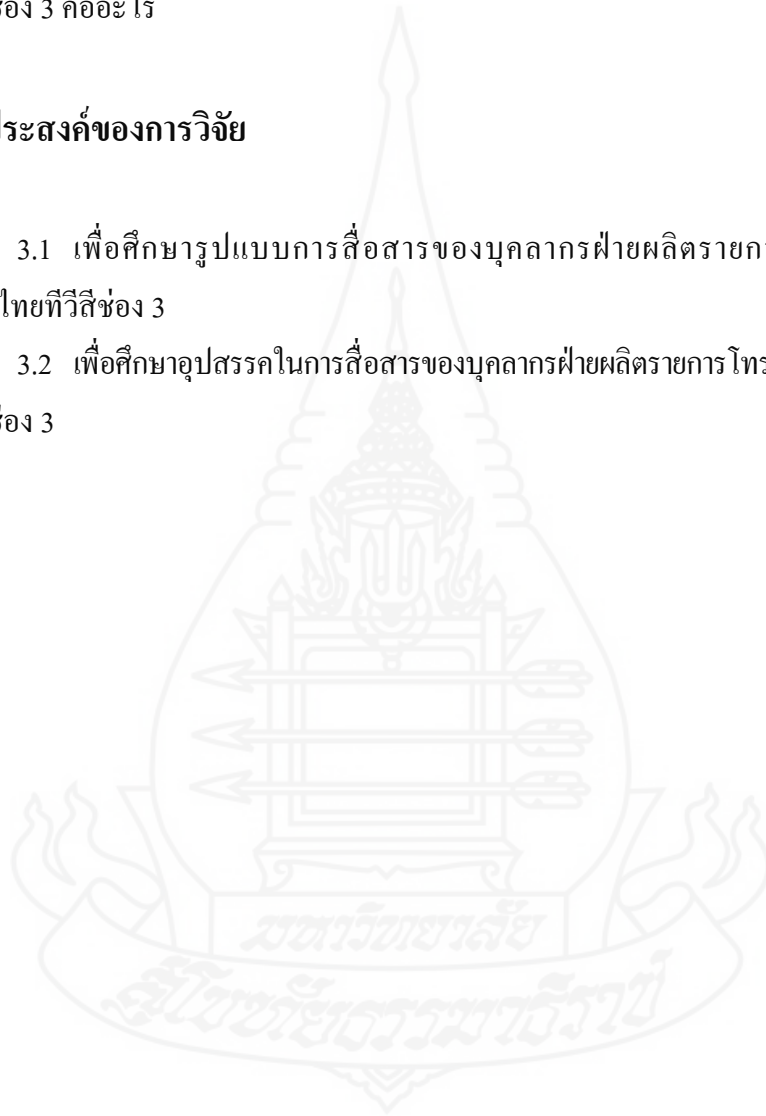 ช่อง 3 คืออะไร
ประสงค์ของการวิจัย
3.1 เพื่อศึกษารูปแบบการสื่อสารของบุคลากรฝ่ายผลิตรายกา
ไทยทีวีสีช่อง 3
3.2 เพื่อศึกษาอุปสรรคในการสื่อสารของบุคลากรฝ่ายผลิตรายการโทร
ช่อง 3
มหาวิทยาลัย
สุโขทัยธรรมาธิราช